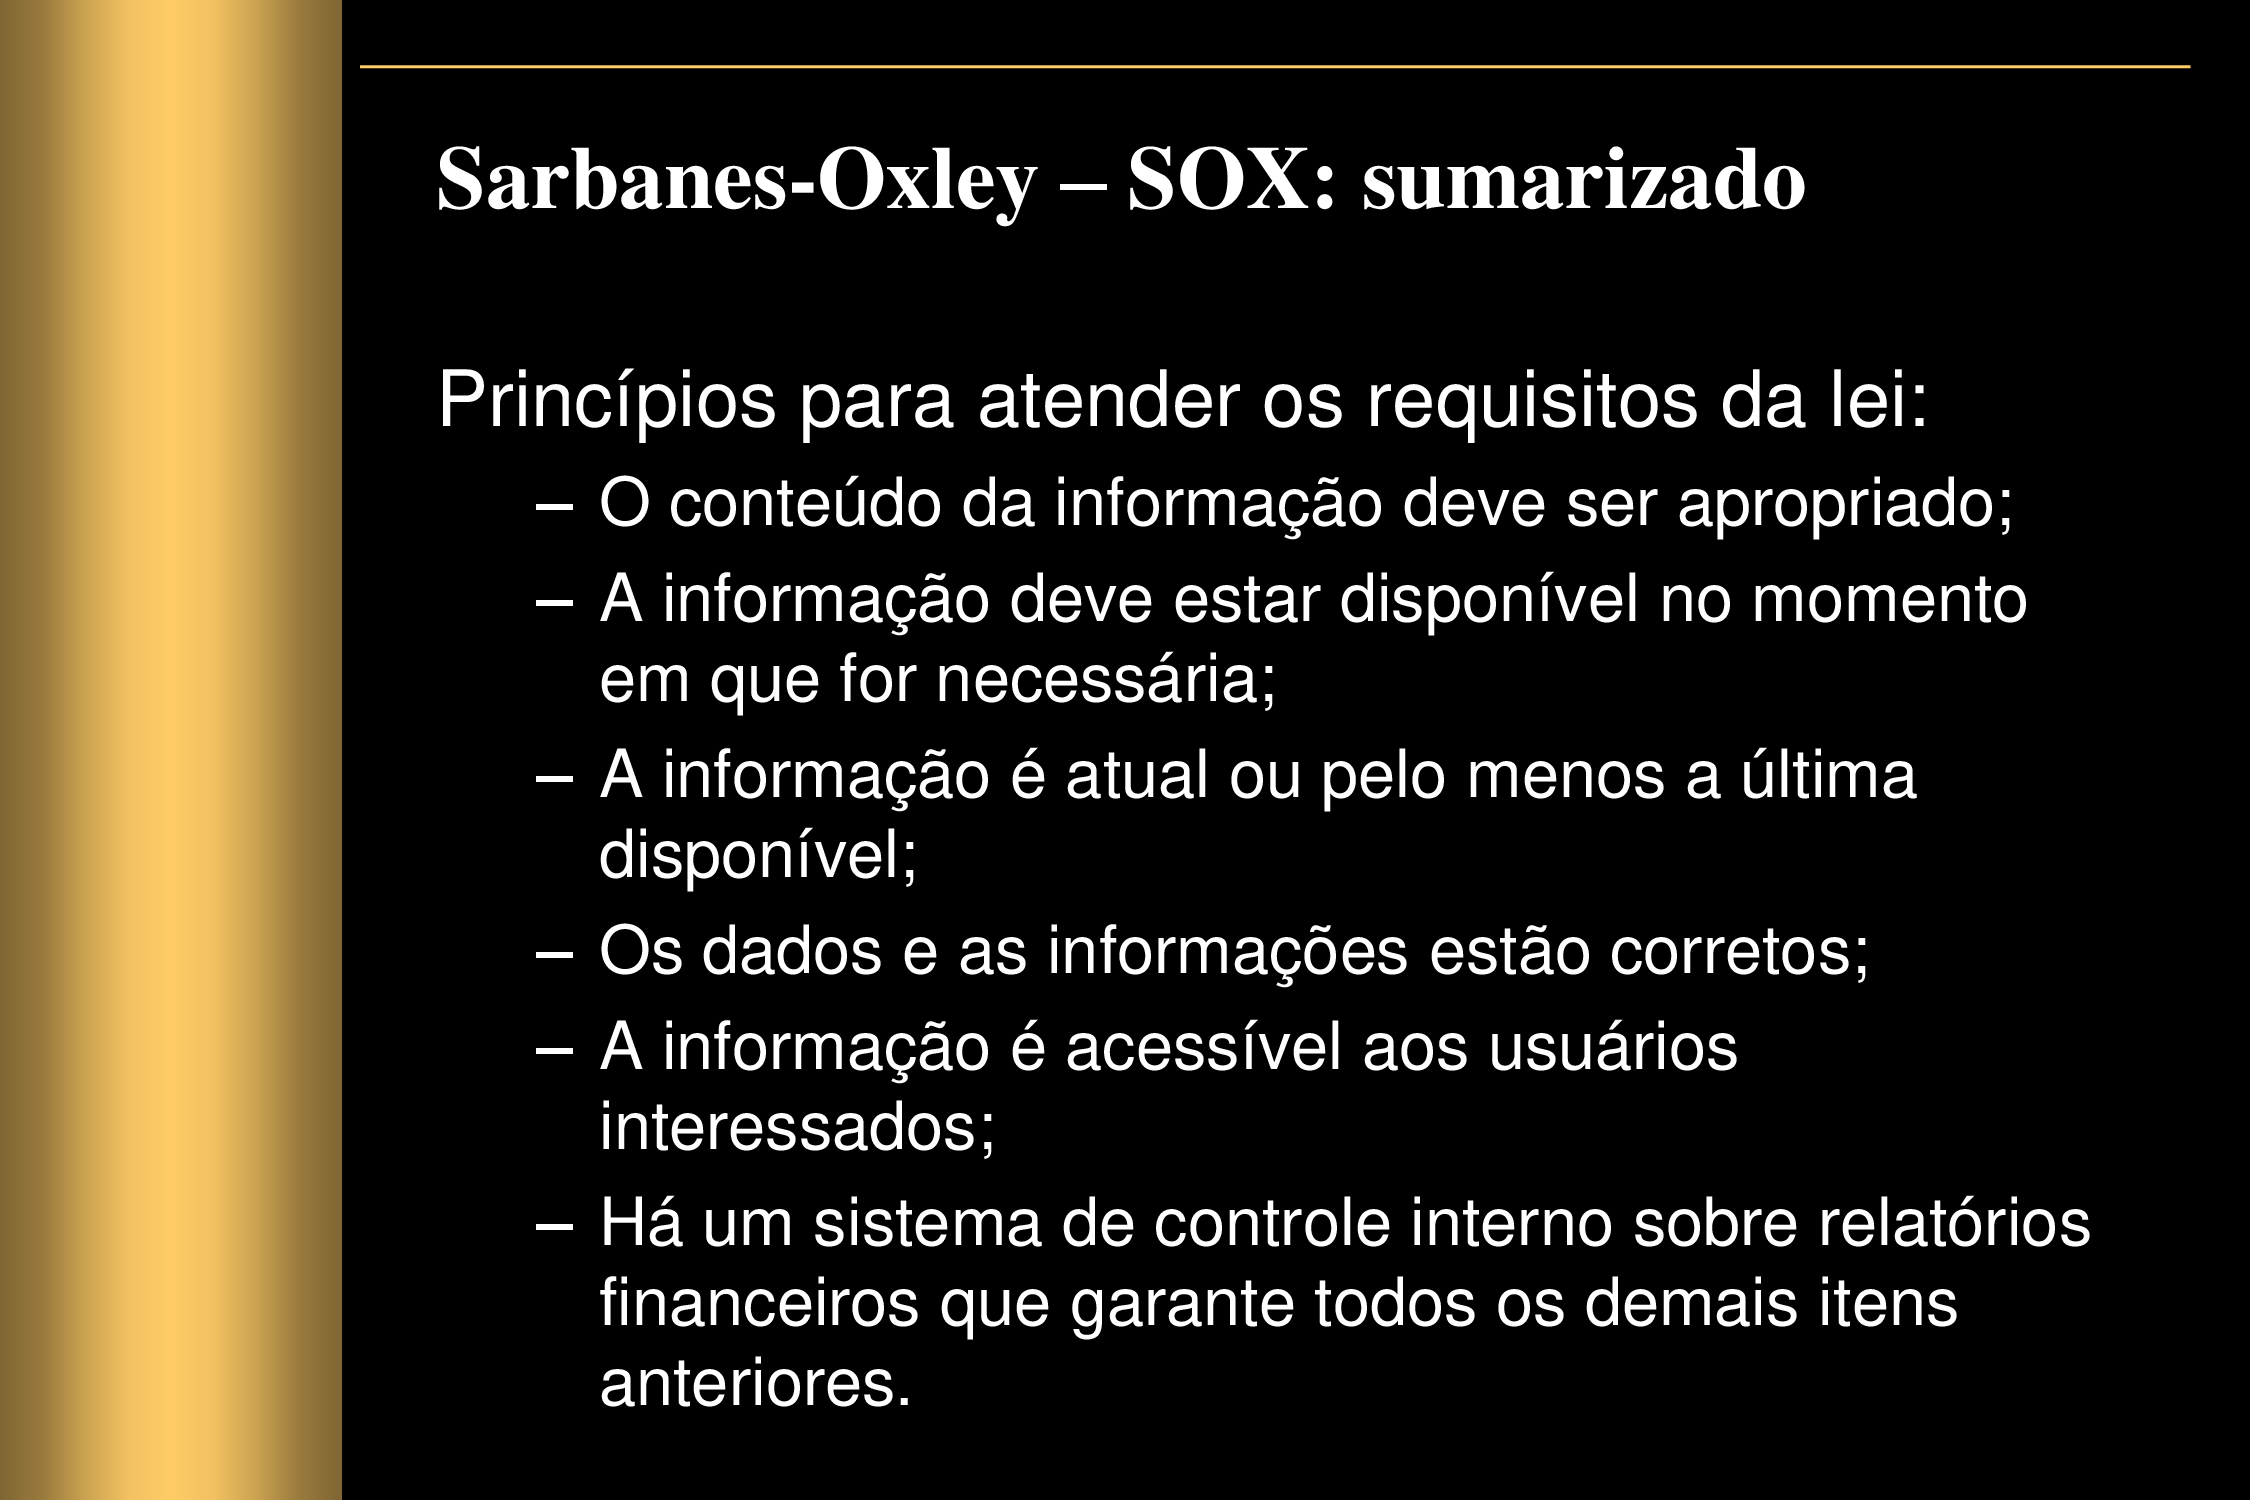 Sarbanes-Oxley – SOX: sumarizado
Princípios para atender os requisitos da lei:
– O conteúdo da informação deve ser apropriado;
– A informação deve estar disponível no momento
em que for necessária;
– A informação é atual ou pelo menos a última
disponível;
– Os dados e as informações estão corretos;
– A informação é acessível aos usuários
interessados;
– Há um sistema de controle interno sobre relatórios
financeiros que garante todos os demais itens
anteriores.